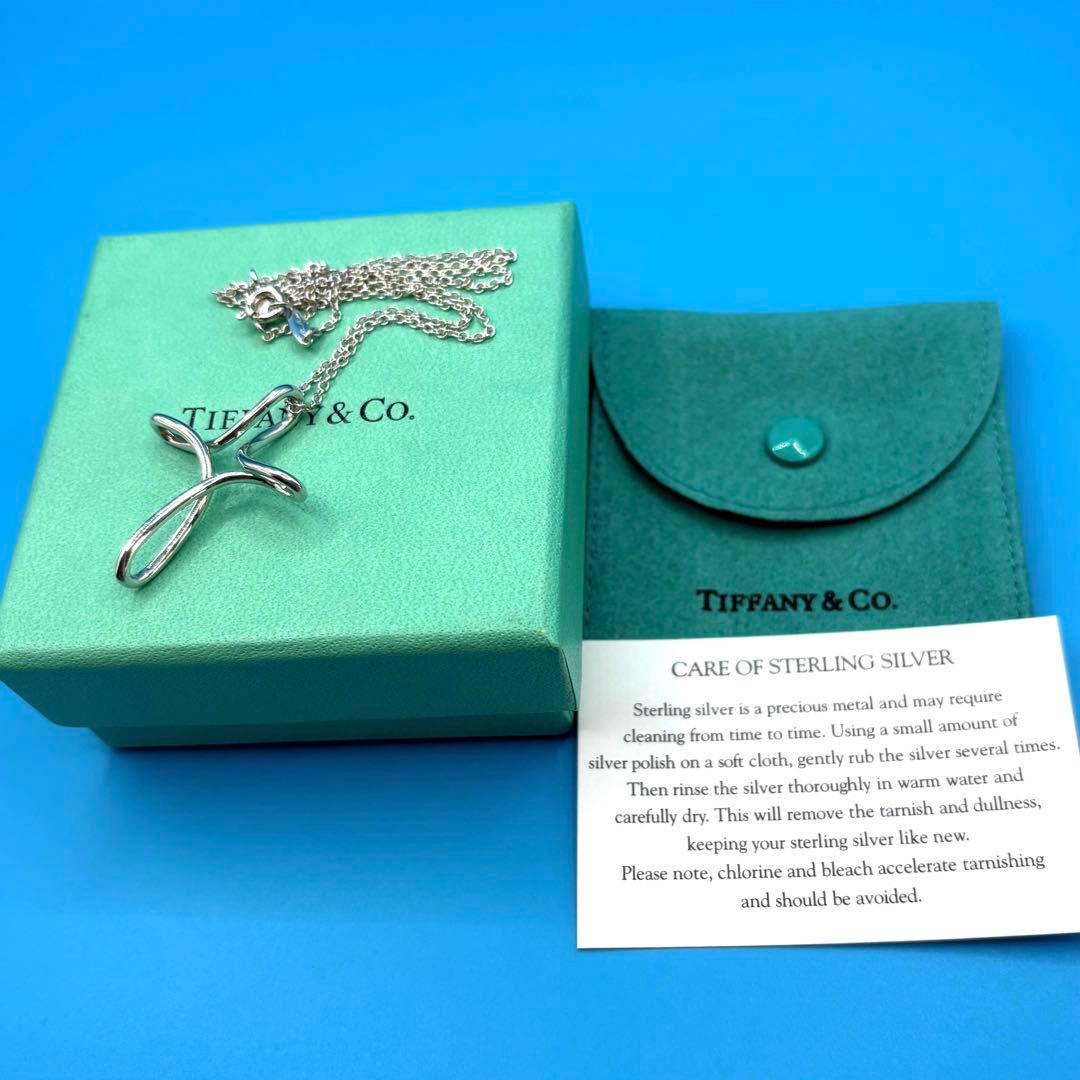 TIFFANY & CO.
TIFFANY & CO.
CARE OF STERLING SILVER
Sterling silver is a precious metal and may require
cleaning from time to time. Using a small amount of
silver polish on a soft cloth, gently rub the silver several times.
Then rinse the silver thoroughly in warm water and
carefully dry. This will remove the tarnish and dullness,
keeping your sterling silver like new.
Please note, chlorine and bleach accelerate tarnishing
and should be avoided.